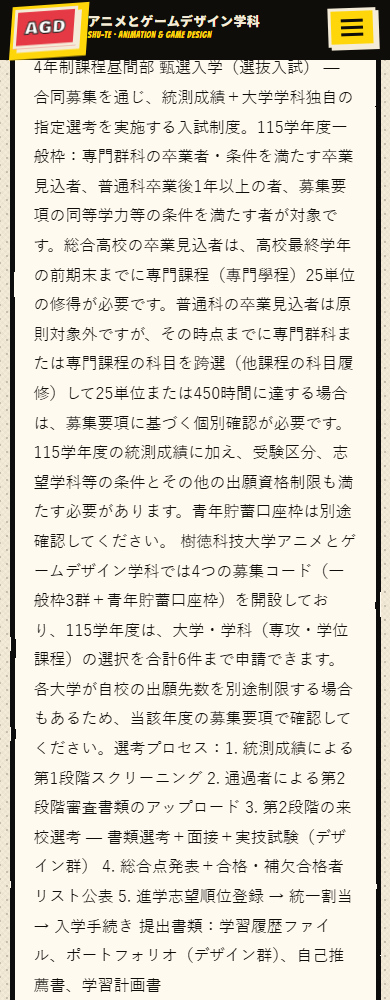 AGD
アニメとゲームデザイン学科
SHU-TE・ANIMATION & GAME DESIGN
4年制課程昼間部 甄選入学（選抜入試） —
合同募集を通じ、統測成績＋大学学科独自の
指定選考を実施する入試制度。115学年度一
般枠：専門群科の卒業者・条件を満たす卒業
見込者、普通科卒業後1年以上の者、募集要
項の同等学力等の条件を満たす者が対象で
す。総合高校の卒業見込者は、高校最終学年
の前期末までに専門課程（專門學程）25単位
の修得が必要です。普通科の卒業見込者は原
則対象外ですが、その時点までに専門群科ま
たは専門課程の科目を跨選（他課程の科目履
修）して25単位または450時間に達する場合
は、募集要項に基づく個別確認が必要です。
115学年度の統測成績に加え、受験区分、志
望学科等の条件とその他の出願資格制限も満
たす必要があります。青年貯蓄口座枠は別途
確認してください。 樹徳科技大学アニメとゲ
ームデザイン学科では4つの募集コード（一
般枠3群＋青年貯蓄口座枠）を開設してお
り、115学年度は、大学・学科（専攻・学位
課程）の選択を合計6件まで申請できます。
各大学が自校の出願先数を別途制限する場合
もあるため、当該年度の募集要項で確認して
ください。選考プロセス：1. 統測成績による
第1段階スクリーニング 2. 通過者による第2
段階審査書類のアップロード 3. 第2段階の来
校選考 — 書類選考＋面接＋実技試験（デザ
イン群） 4. 総合点発表＋合格・補欠合格者
リスト公表 5. 進学志望順位登録 → 統一割当
→ 入学手続き 提出書類：学習履歴ファイ
ル、ポートフォリオ（デザイン群）、自己推
薦書、学習計画書